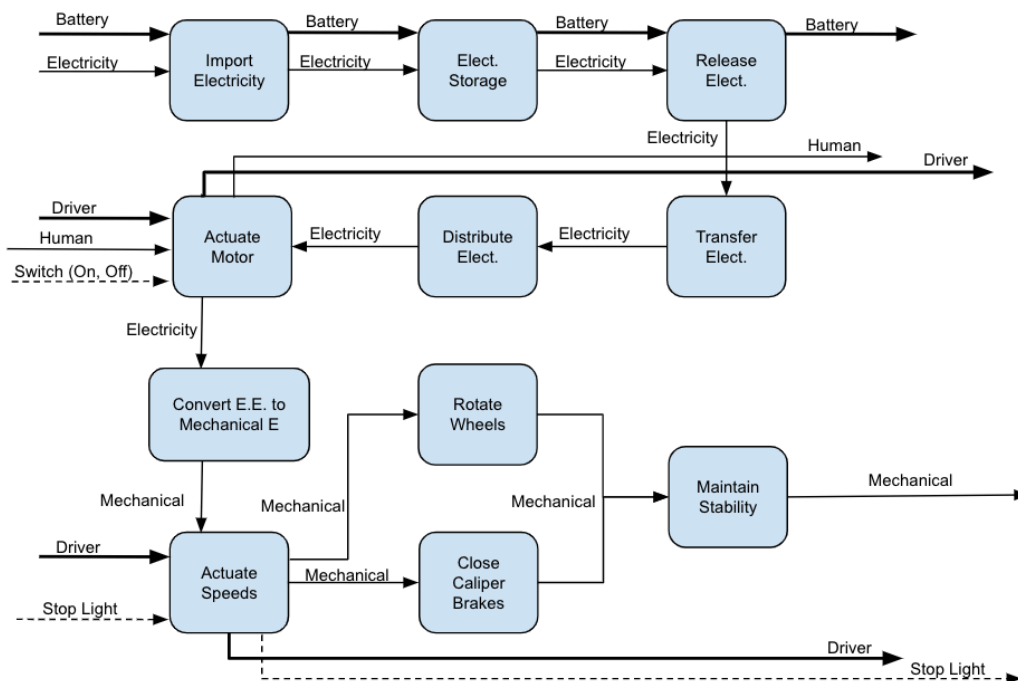 Battery
Battery
Battery
Battery
Import
Electricity
Elect.
Storage
Release
Elect.
Electricity
Electricity
Electricity
Electricity
Human
Driver
Driver
Human
Switch (On, Off)
Actuate
Motor
Electricity
Distribute
Elect.
Electricity
Transfer
Elect.
Electricity
Convert E.E. to
Mechanical E
Rotate
Wheels
Mechanical
Mechanical
Mechanical
Maintain
Stability
Mechanical
Driver
Actuate
Speeds
Mechanical
Close
Caliper
Brakes
Stop Light
Driver
Stop Light